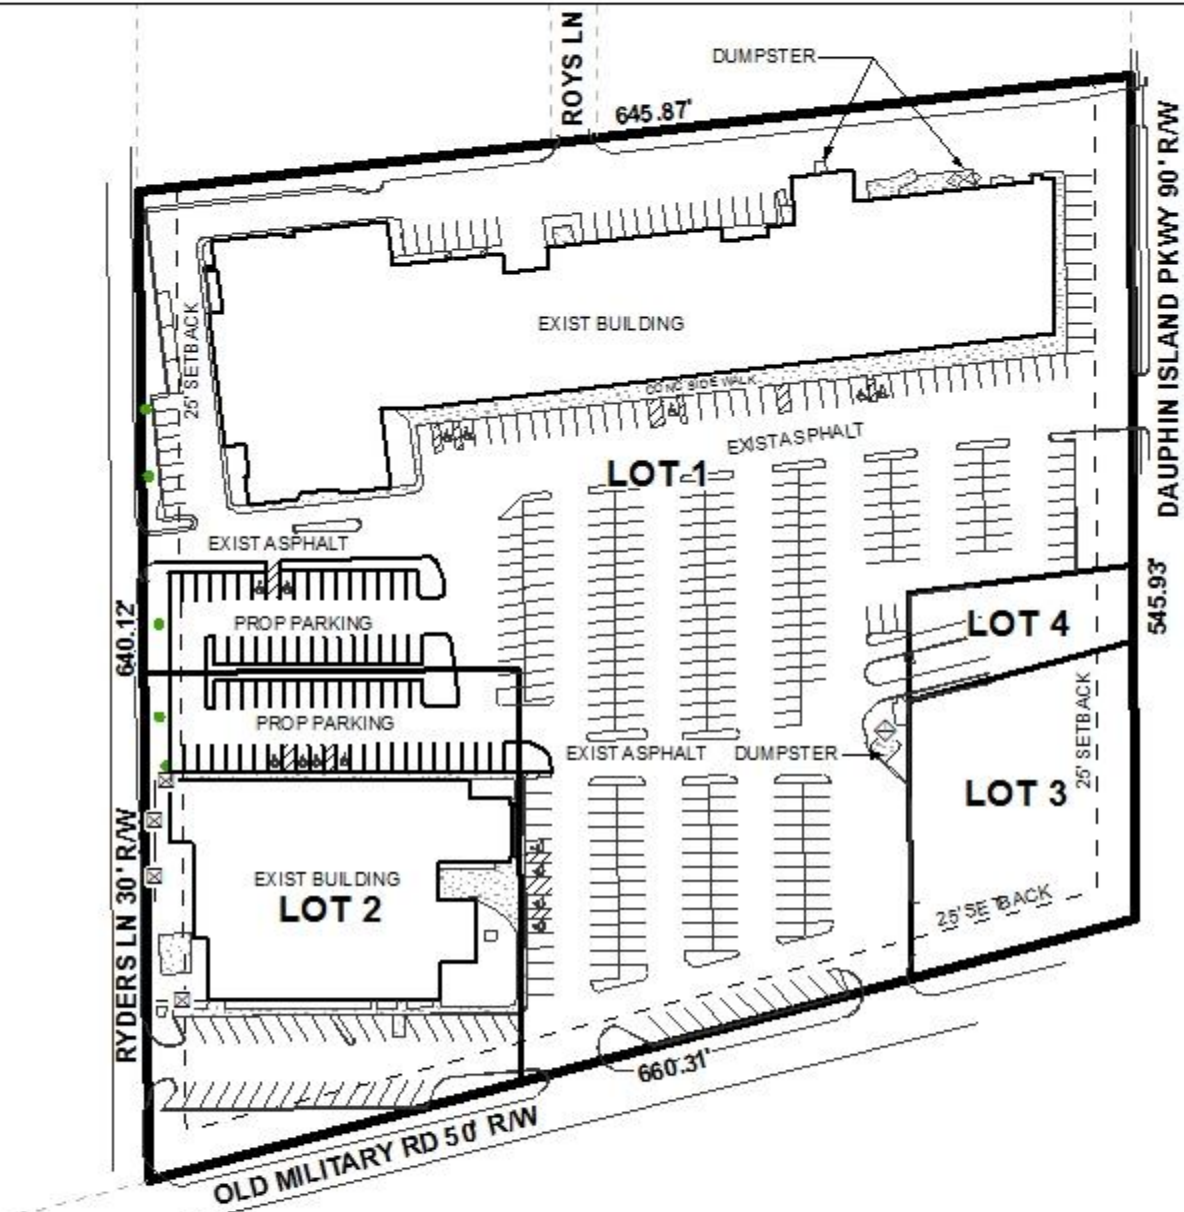 ROYS LN
DUMPSTER
645.87'
DAUPHIN ISLAND PKWY 90' R/W
25' SETBACK
EXIST BUILDING
CONC SIDEWALK
EXIST ASPHALT
LOT 1
EXIST ASPHALT
545.93'
640.12'
PROP PARKING
LOT 4
PROP PARKING
EXIST ASPHALT
DUMPSTER
25' SETBACK
LOT 3
RYDERS LN 30' R/W
EXIST BUILDING
LOT 2
25' SETBACK
660.31'
OLD MILITARY RD 50' R/W